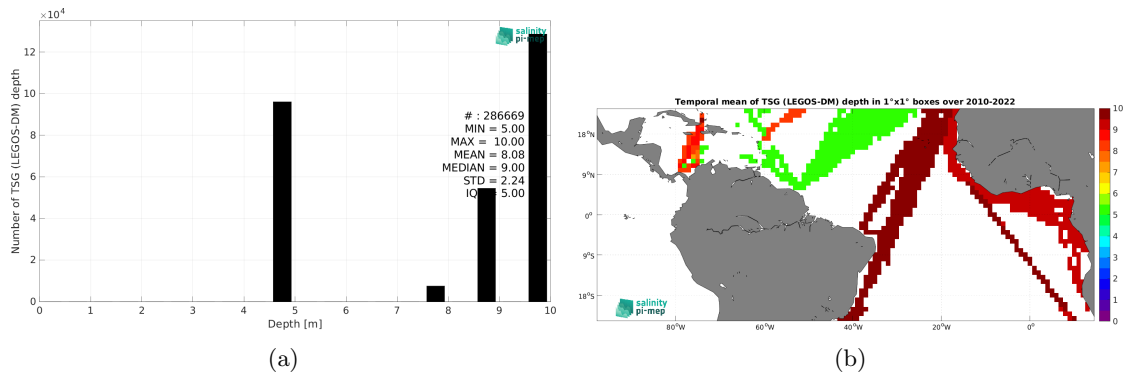 ×10⁴
12
10
8
6
4
2
0
Number of TSG (LEGOS-DM) depth
salinity
pi-mep
# : 286669
MIN = 5.00
MAX = 10.00
MEAN = 8.08
MEDIAN = 9.00
STD = 2.24
IQ = 5.00
0 1 2 3 4 5 6 7 8 9 10
Depth [m]
(a)
Temporal mean of TSG (LEGOS-DM) depth in 1°x1° boxes over 2010-2022
18°N
9°N
0°
9°S
18°S
80°W 60°W 40°W 20°W 0°
salinity
pi-mep
10
9
8
7
6
5
4
3
2
1
0
(b)